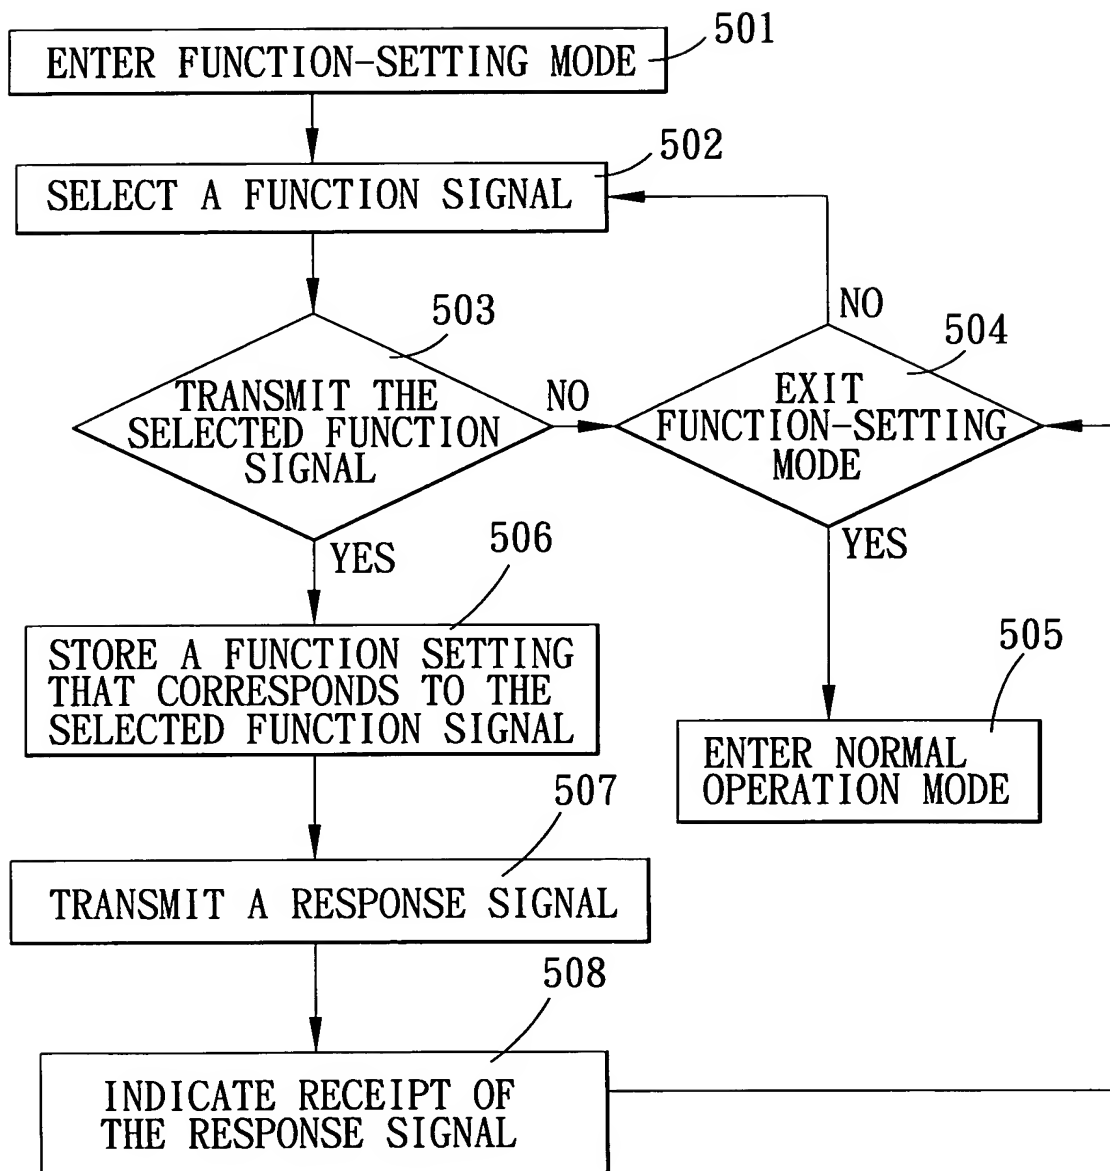 ENTER FUNCTION-SETTING MODE
501
SELECT A FUNCTION SIGNAL
502
TRANSMIT THE
SELECTED FUNCTION
SIGNAL
503
NO
YES
EXIT
FUNCTION-SETTING
MODE
504
NO
YES
ENTER NORMAL
OPERATION MODE
505
STORE A FUNCTION SETTING
THAT CORRESPONDS TO THE
SELECTED FUNCTION SIGNAL
506
TRANSMIT A RESPONSE SIGNAL
507
INDICATE RECEIPT OF
THE RESPONSE SIGNAL
508